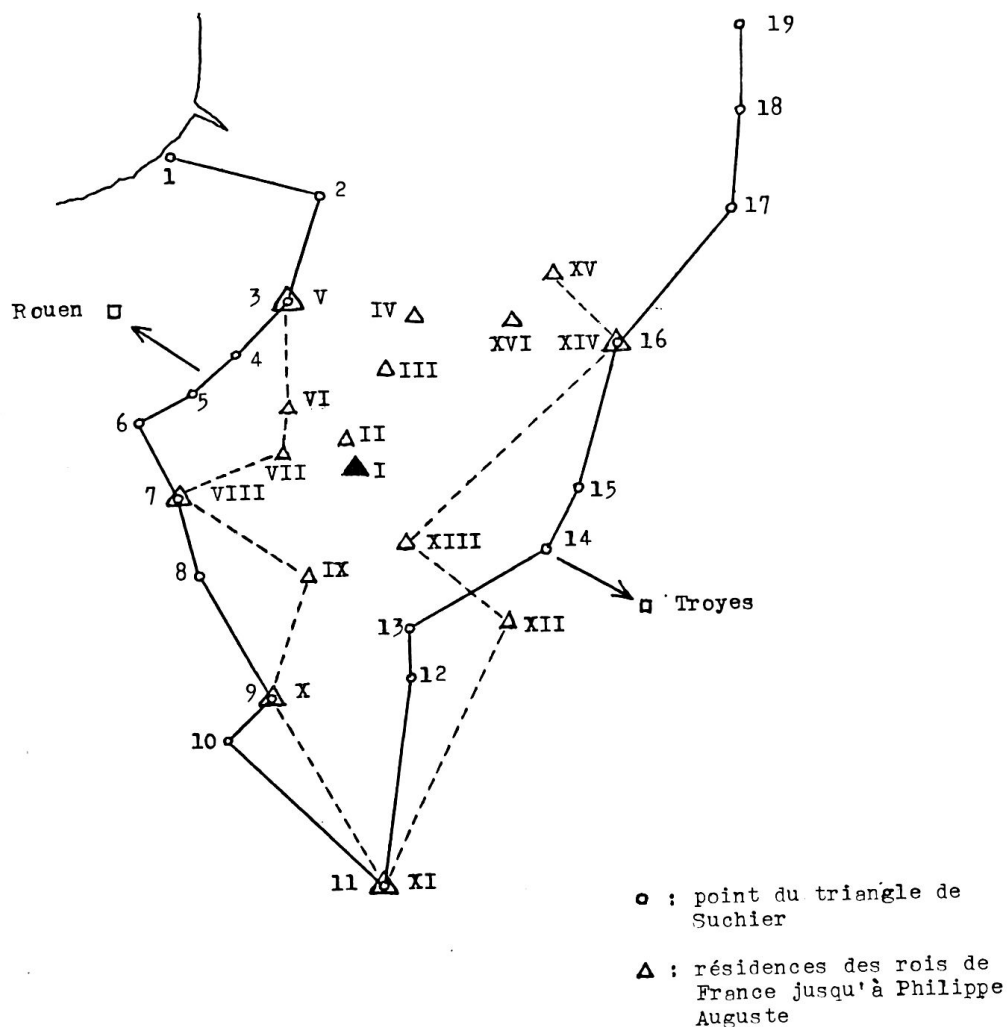 19
18
1
2
17
XV
3 V
Rouen
IV
XVI
XIV 16
4
III
5
VI
6
II
VII
I
7 VIII
15
XIII
14
8
IX
Troyes
13
XII
12
9 X
10
11 XI
o : point du triangle de
Suchier
Δ : résidences des rois de
France jusqu'à Philippe
Auguste